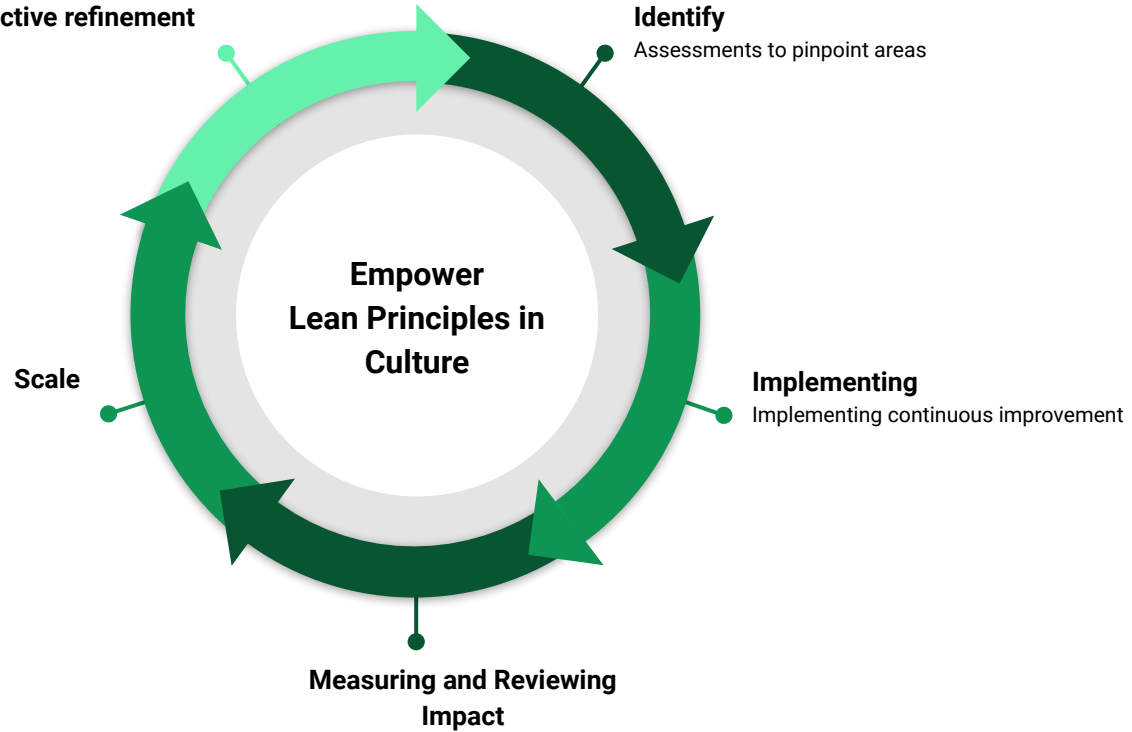 ctive refinement
Identify
Assessments to pinpoint areas
Empower
Lean Principles in
Culture
Scale
Implementing
Implementing continuous improvement
Measuring and Reviewing
Impact